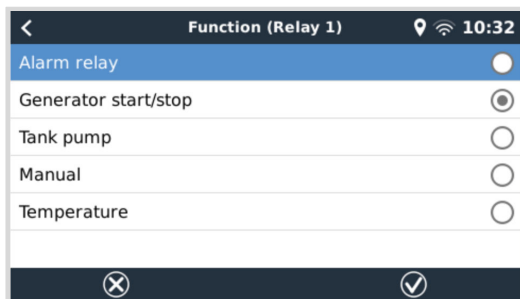 Function (Relay 1) 10:32
Alarm relay
Generator start/stop
Tank pump
Manual
Temperature